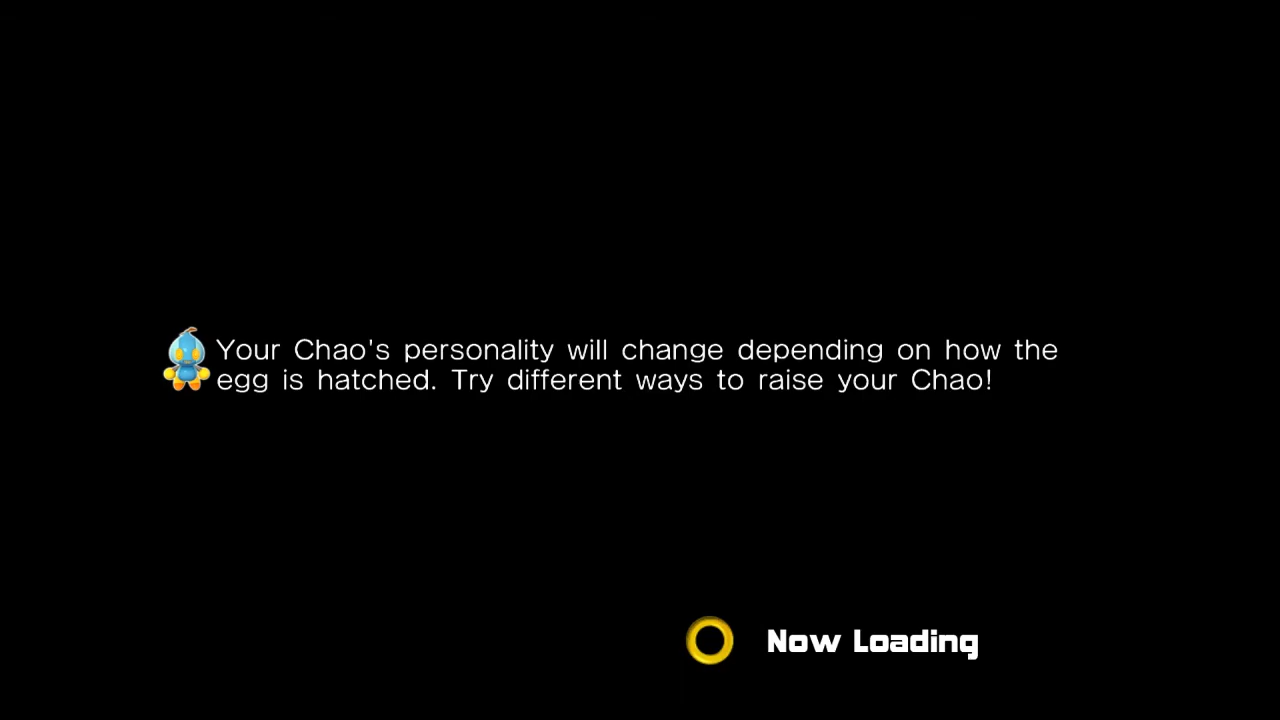 Your Chao's personality will change depending on how the
egg is hatched. Try different ways to raise your Chao!
Now Loading